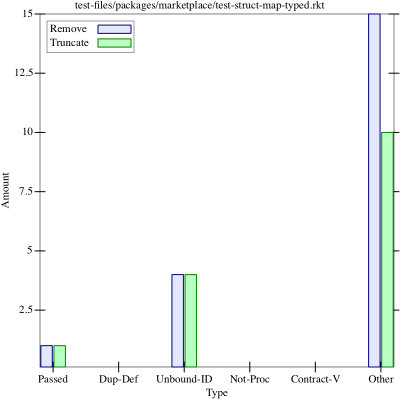 test-files/packages/marketplace/test-struct-map-typed.rkt
15
Remove
Truncate
12.5
10
Amount
7.5
5
2.5
Passed Dup-Def Unbound-ID Not-Proc Contract-V Other
Type